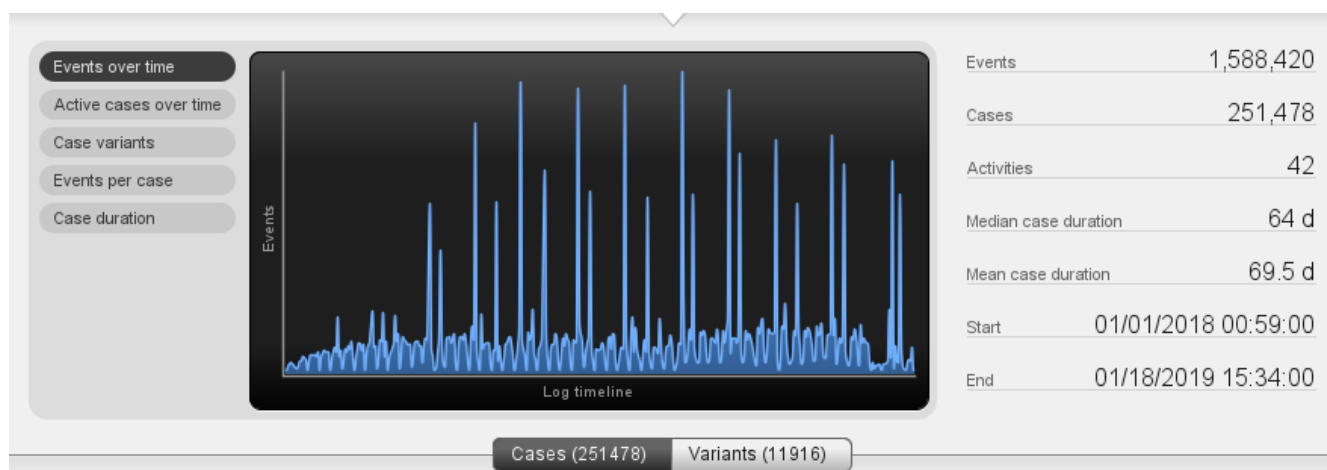 Events over time
Active cases over time
Case variants
Events per case
Case duration
Events
Log timeline
Events 1,588,420
Cases 251,478
Activities 42
Median case duration 64 d
Mean case duration 69.5 d
Start 01/01/2018 00:59:00
End 01/18/2019 15:34:00
Cases (251478) Variants (11916)